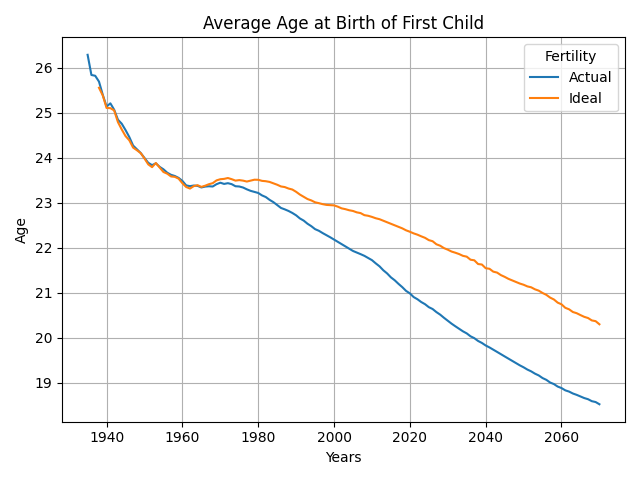 Average Age at Birth of First Child
Fertility
Actual
Ideal
Age
26
25
24
23
22
21
20
19
1940 1960 1980 2000 2020 2040 2060
Years